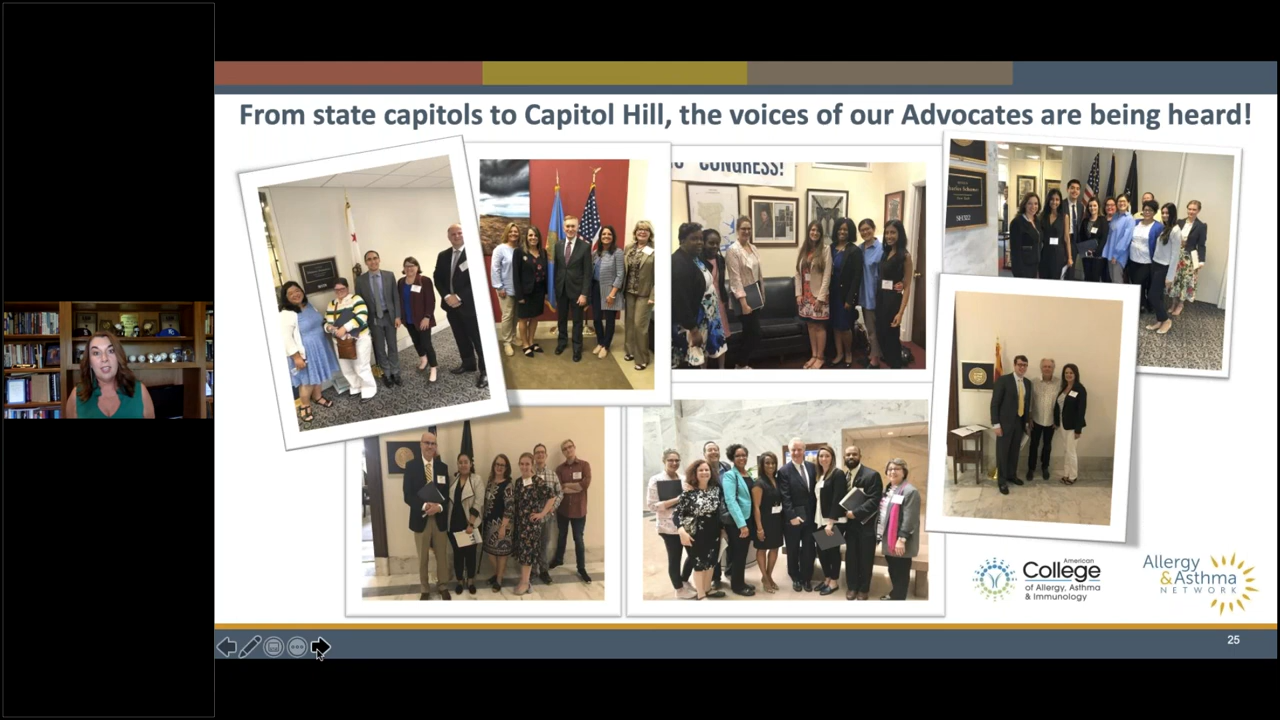 From state capitols to Capitol Hill, the voices of our Advocates are being heard!
CONGRESS!
SH322
American
College
of Allergy, Asthma
& Immunology
Allergy
& Asthma
NETWORK
25